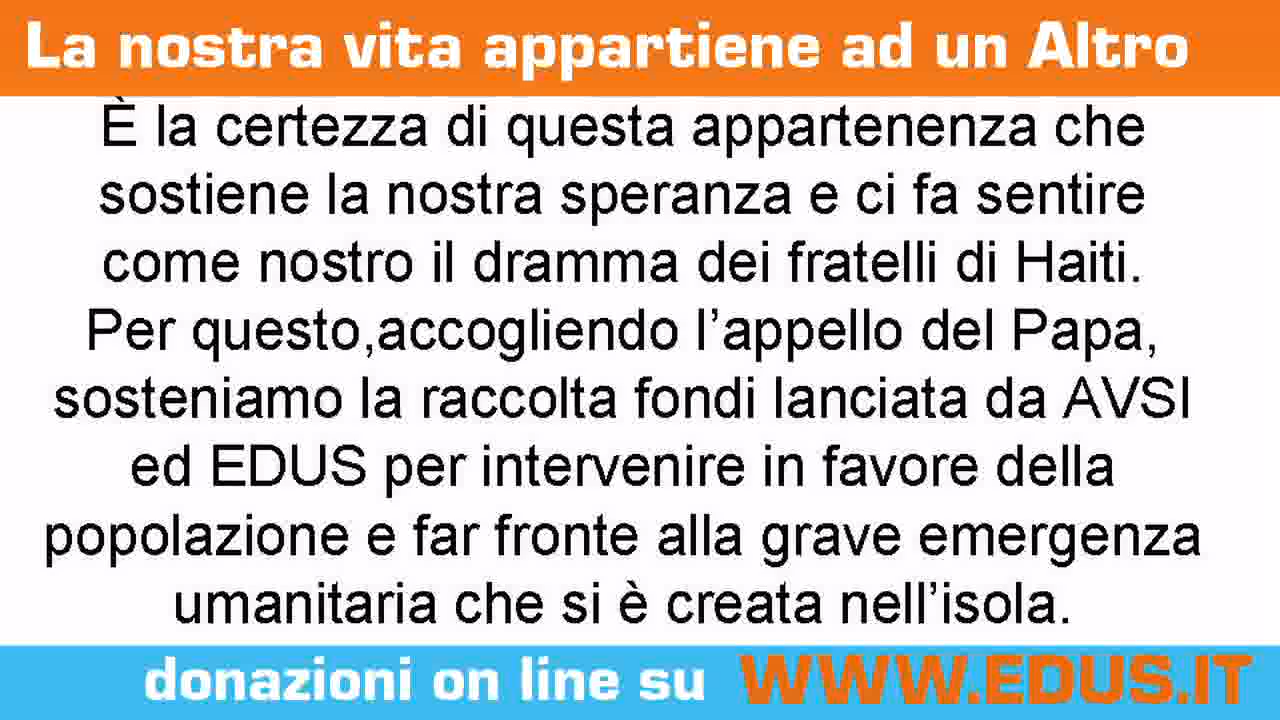 La nostra vita appartiene ad un Altro
È la certezza di questa appartenenza che
sostiene la nostra speranza e ci fa sentire
come nostro il dramma dei fratelli di Haiti.
Per questo,accogliendo l’appello del Papa,
sosteniamo la raccolta fondi lanciata da AVSI
ed EDUS per intervenire in favore della
popolazione e far fronte alla grave emergenza
umanitaria che si è creata nell’isola.
donazioni on line su WWW.EDUS.IT